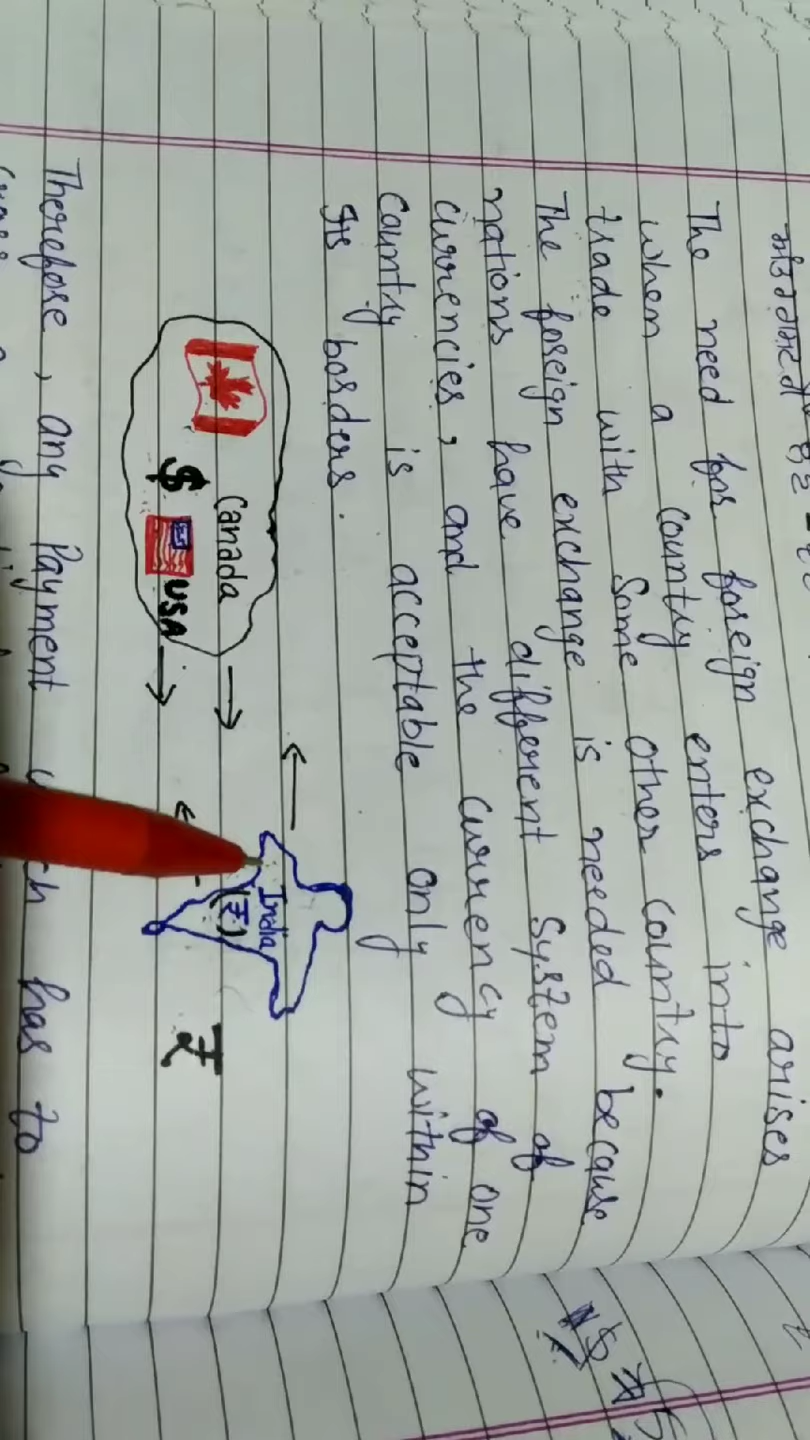 The need for foreign exchange arises
when a country enters into
trade with some other country.
The foreign exchange is needed because
nations have different system of
currencies, and the currency of one
country is acceptable only within
its borders.
Canada
$ USA
India
(₹)
₹
Therefore, any Payment has to